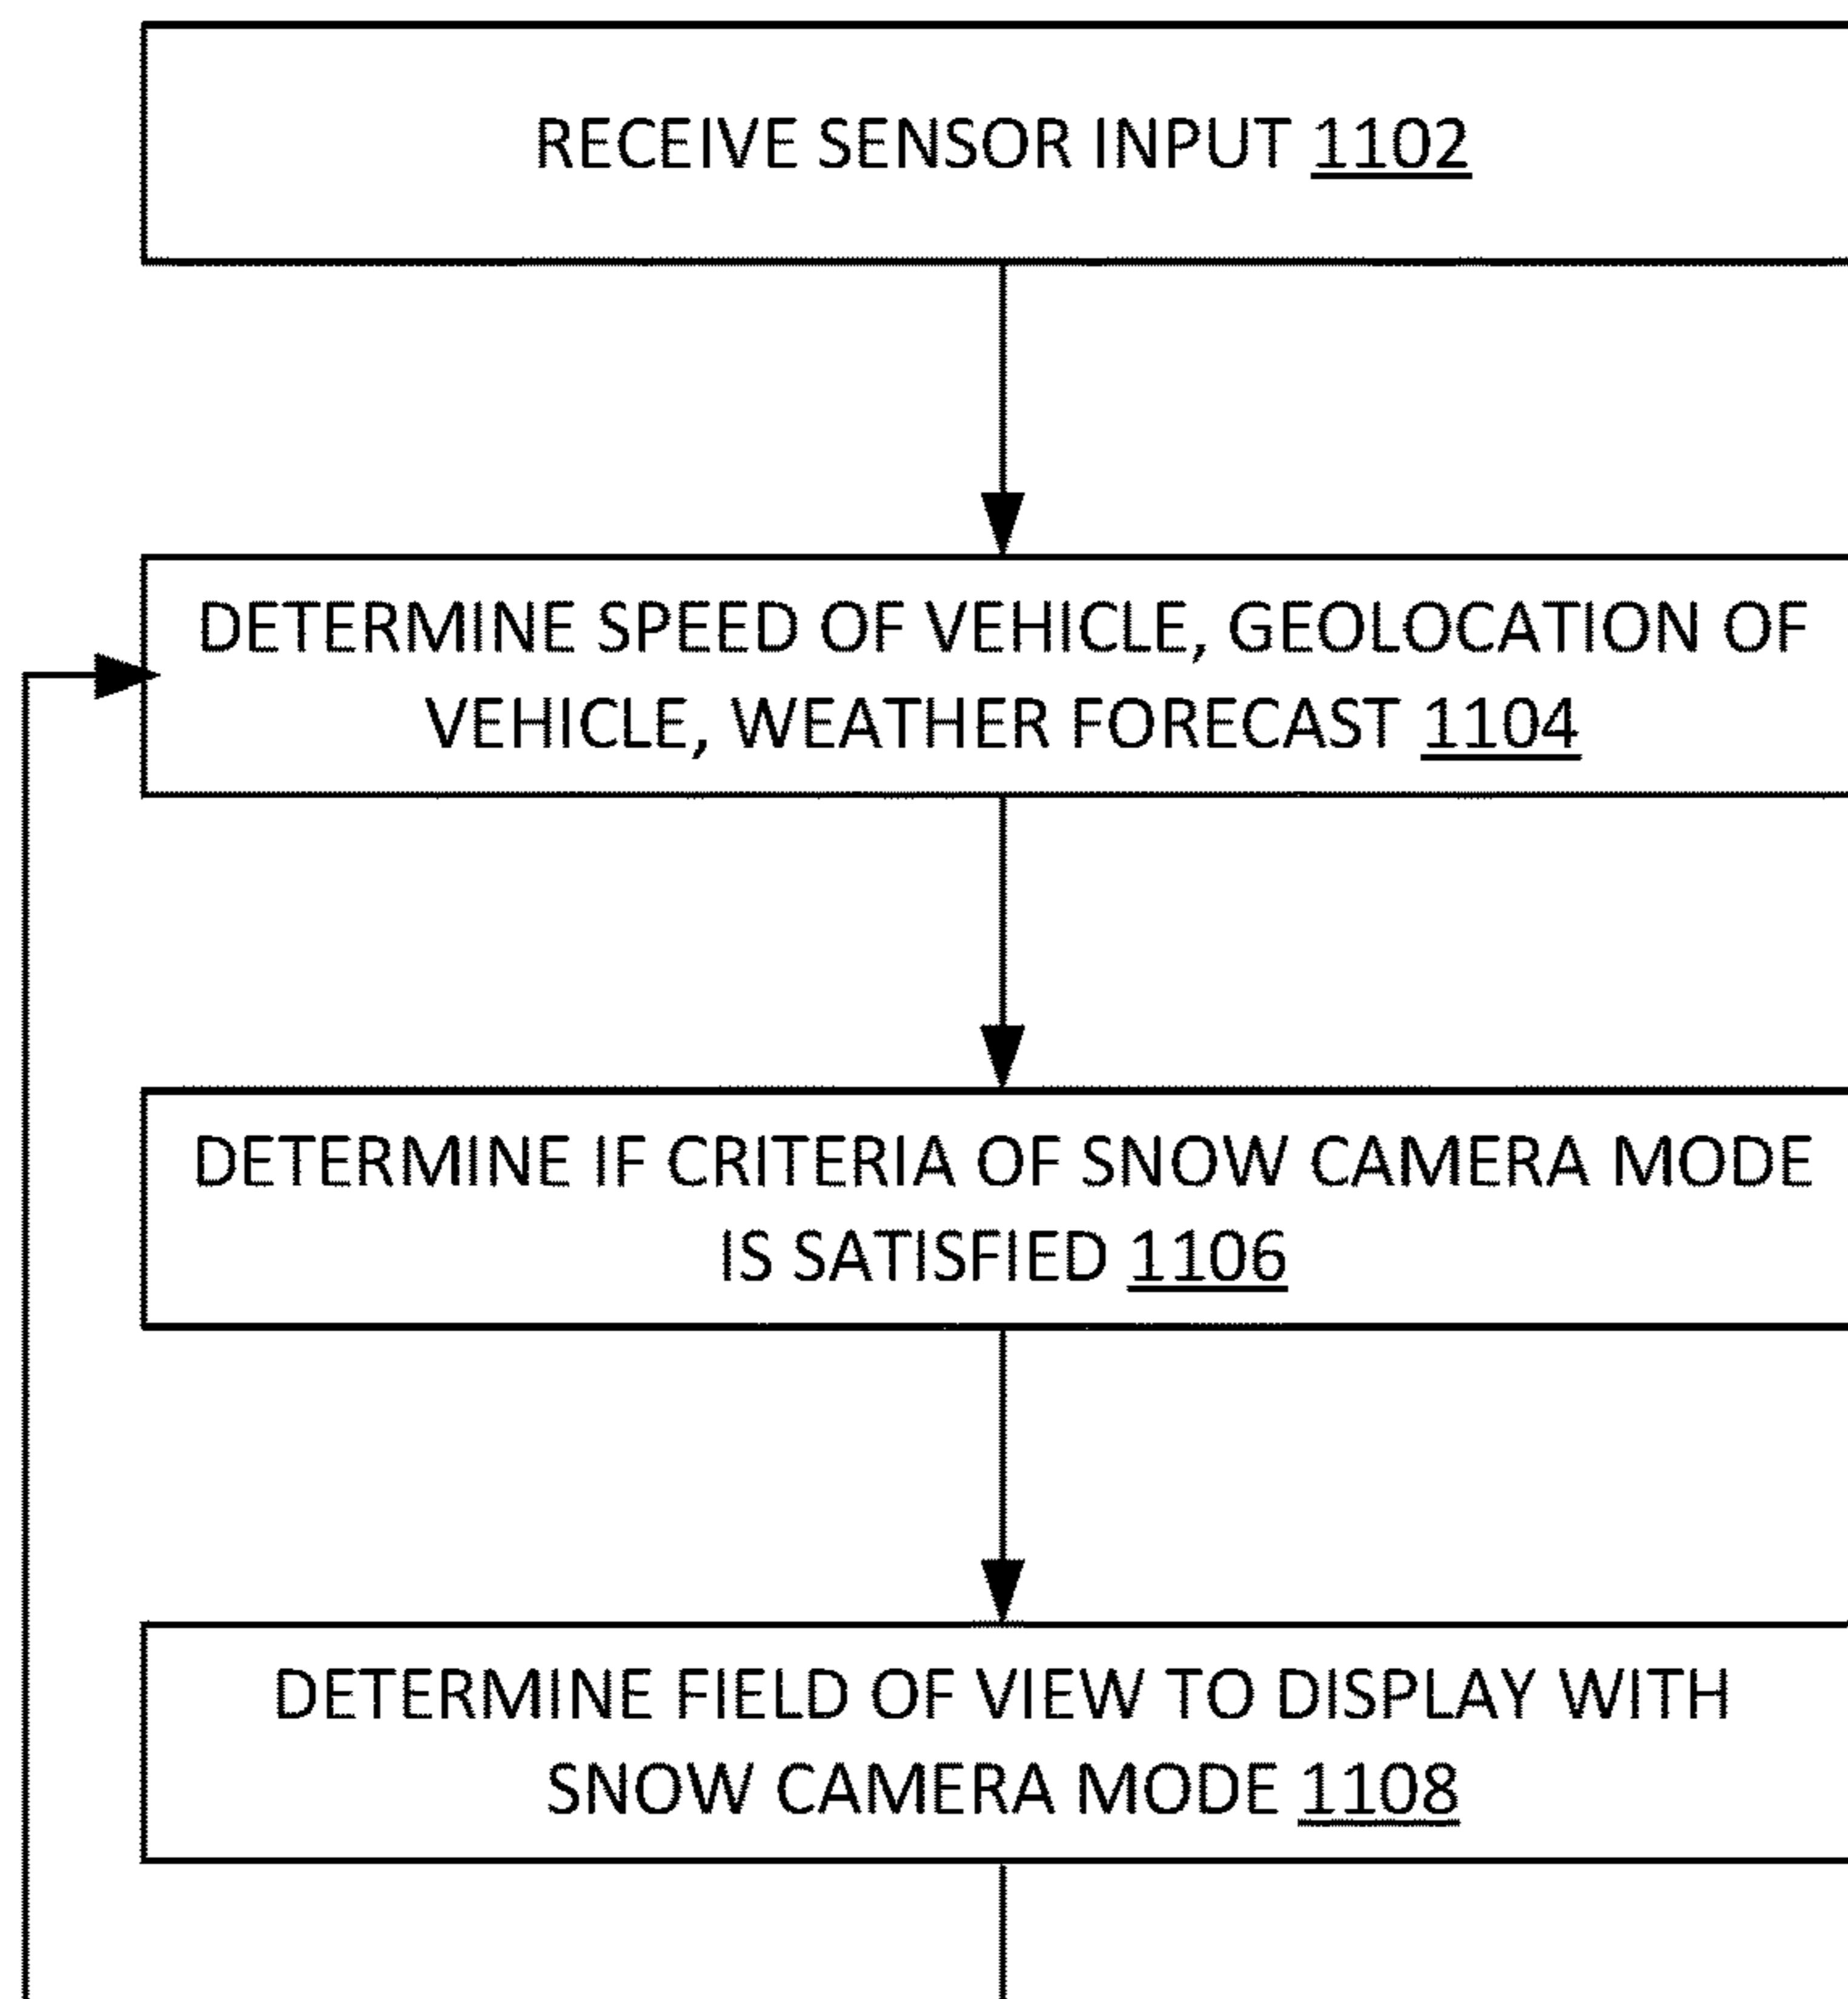 RECEIVE SENSOR INPUT 1102
DETERMINE SPEED OF VEHICLE, GEOLOCATION OF
VEHICLE, WEATHER FORECAST 1104
DETERMINE IF CRITERIA OF SNOW CAMERA MODE
IS SATISFIED 1106
DETERMINE FIELD OF VIEW TO DISPLAY WITH
SNOW CAMERA MODE 1108